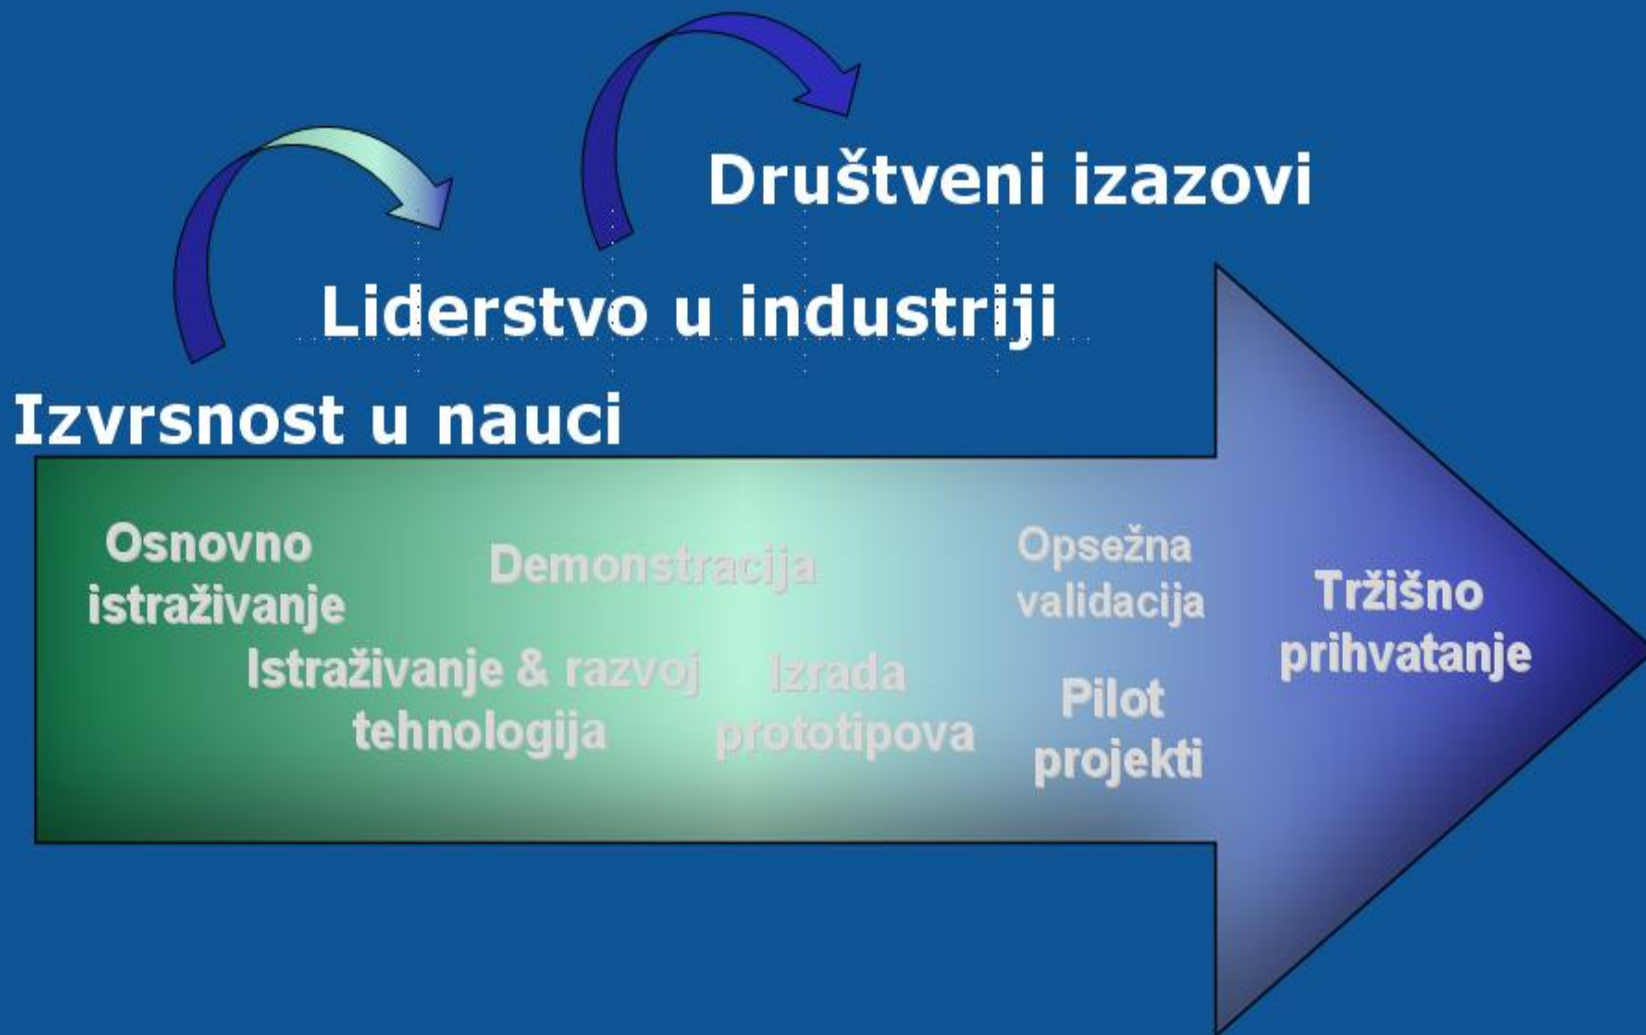 Društveni izazovi
Liderstvo u industriji
Izvrsnost u nauci
Osnovno
istraživanje
Demonstracija
Istraživanje & razvoj
tehnologija
Izrada
prototipova
Opsežna
validacija
Pilot
projekti
Tržišno
prihvatanje